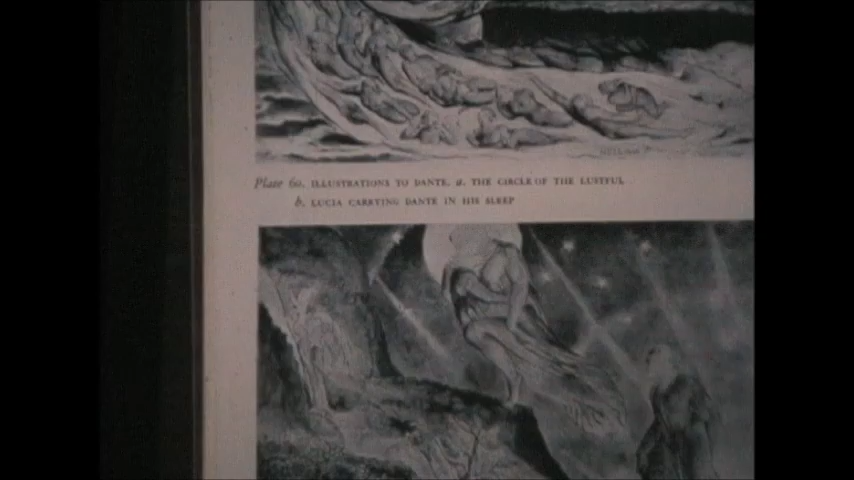 Plate 60. ILLUSTRATIONS TO DANTE. a. THE CIRCLE OF THE LUSTFUL
b. LUCIA CARRYING DANTE IN HIS SLEEP